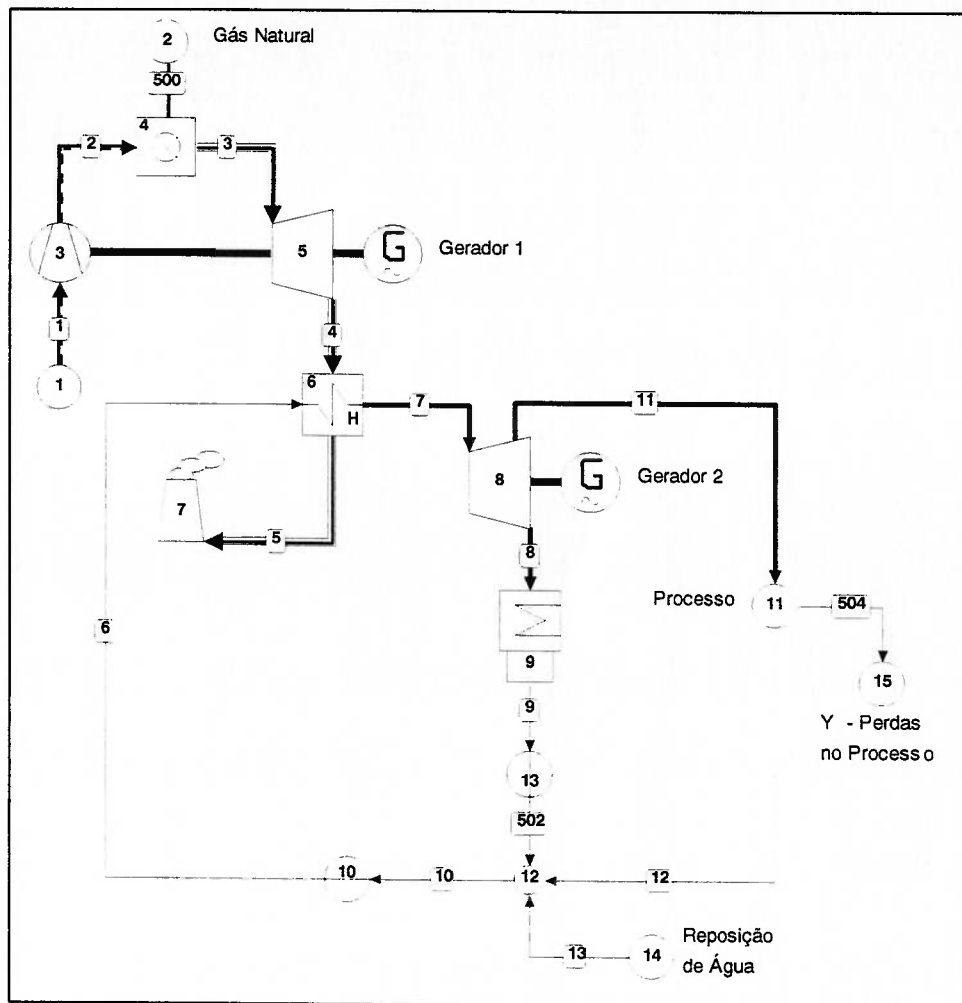 2
Gás Natural
500
4
2
3
3
5
G
Gerador 1
1
4
1
6
H
7
11
8
G
Gerador 2
7
5
8
Processo
11
504
6
9
15
9
Y - Perdas
no Processo
13
502
10
10
12
12
13
14
Reposição
de Água